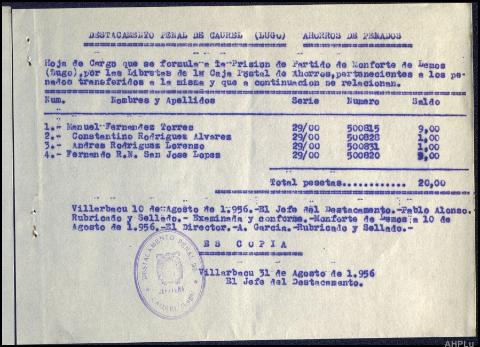 DESTACAMENTO PENAL DE CAUREL (LUGO) AHORROS DE PENADOS
Hoja de Cargo que se formula a la Prision de Partido de Monforte de Lemos
(Lugo),por las Libretas de la Caja Postal de Ahorros,pertenecientes a los pe-
nados transferidos a la misma y que a continuacion se relacionan.
Num. Nombres y Apellidos Serie Numero Saldo
1.- Manuel Fernandez Torres 29/00 500815 9,00
2.- Constantino Rodriguez Alvarez 29/00 500828 1,00
3.- Andres Rodriguez Lorenzo 29/00 500831 1,00
4.- Fernando R.N. San Jose Lopez 29/00 500820 9,00
Total pesetas........... 20,00
Villarbacu 10 de Agosto de 1.956.-El Jefe del Destacamento.-Pablo Alonso.
Rubricado y Sellado.- Examinada y conforme.-Monforte de Lemos a 10 de
Agosto de 1.956.-El Director.-A. Garcia.-Rubricado y Sellado.-
ES COPIA
Villarbacu 31 de Agosto de 1.956
El Jefe del Destacamento.
DESTACAMENTO PENAL DE
CAUREL (LUGO)
JEFATURA
AHPLu